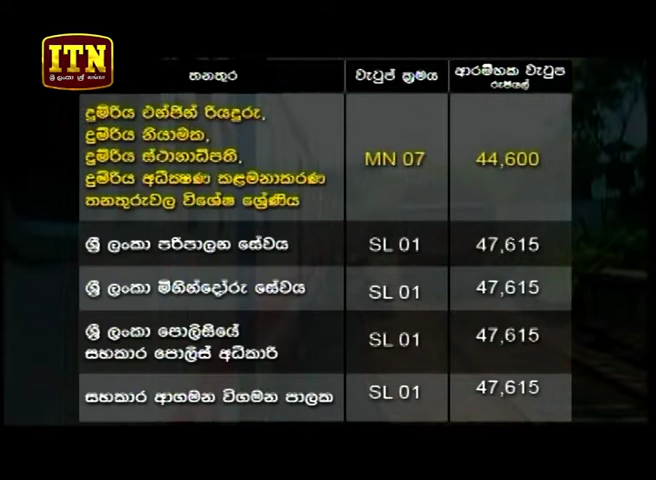 ITN
ශ්‍රී ලංකා
තනතුර
වැටුප් ක්‍රමය
ආරම්භක වැටුප
රුපියල්
දුම්රිය එන්ජින් රියදුරු,
දුම්රිය නියාමක,
දුම්රිය ස්ථානාධිපති,
දුම්රිය අධීක්ෂණ කළමනාකරණ
තනතුරුවල විශේෂ ශ්‍රේණිය
MN 07
44,600
ශ්‍රී ලංකා පරිපාලන සේවය
SL 01
47,615
ශ්‍රී ලංකා මිනින්දෝරු සේවය
SL 01
47,615
ශ්‍රී ලංකා පොලිසියේ
සහකාර පොලිස් අධිකාරී
SL 01
47,615
සහකාර ආගමන විගමන පාලක
SL 01
47,615